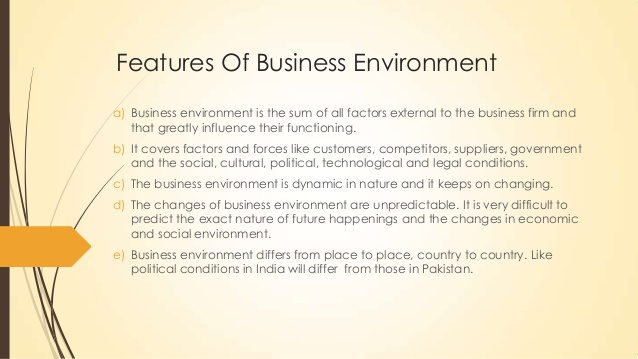 Features Of Business Environment
a) Business environment is the sum of all factors external to the business firm and
that greatly influence their functioning.
b) It covers factors and forces like customers, competitors, suppliers, government
and the social, cultural, political, technological and legal conditions.
c) The business environment is dynamic in nature and it keeps on changing.
d) The changes of business environment are unpredictable. It is very difficult to
predict the exact nature of future happenings and the changes in economic
and social environment.
e) Business environment differs from place to place, country to country. Like
political conditions in India will differ from those in Pakistan.